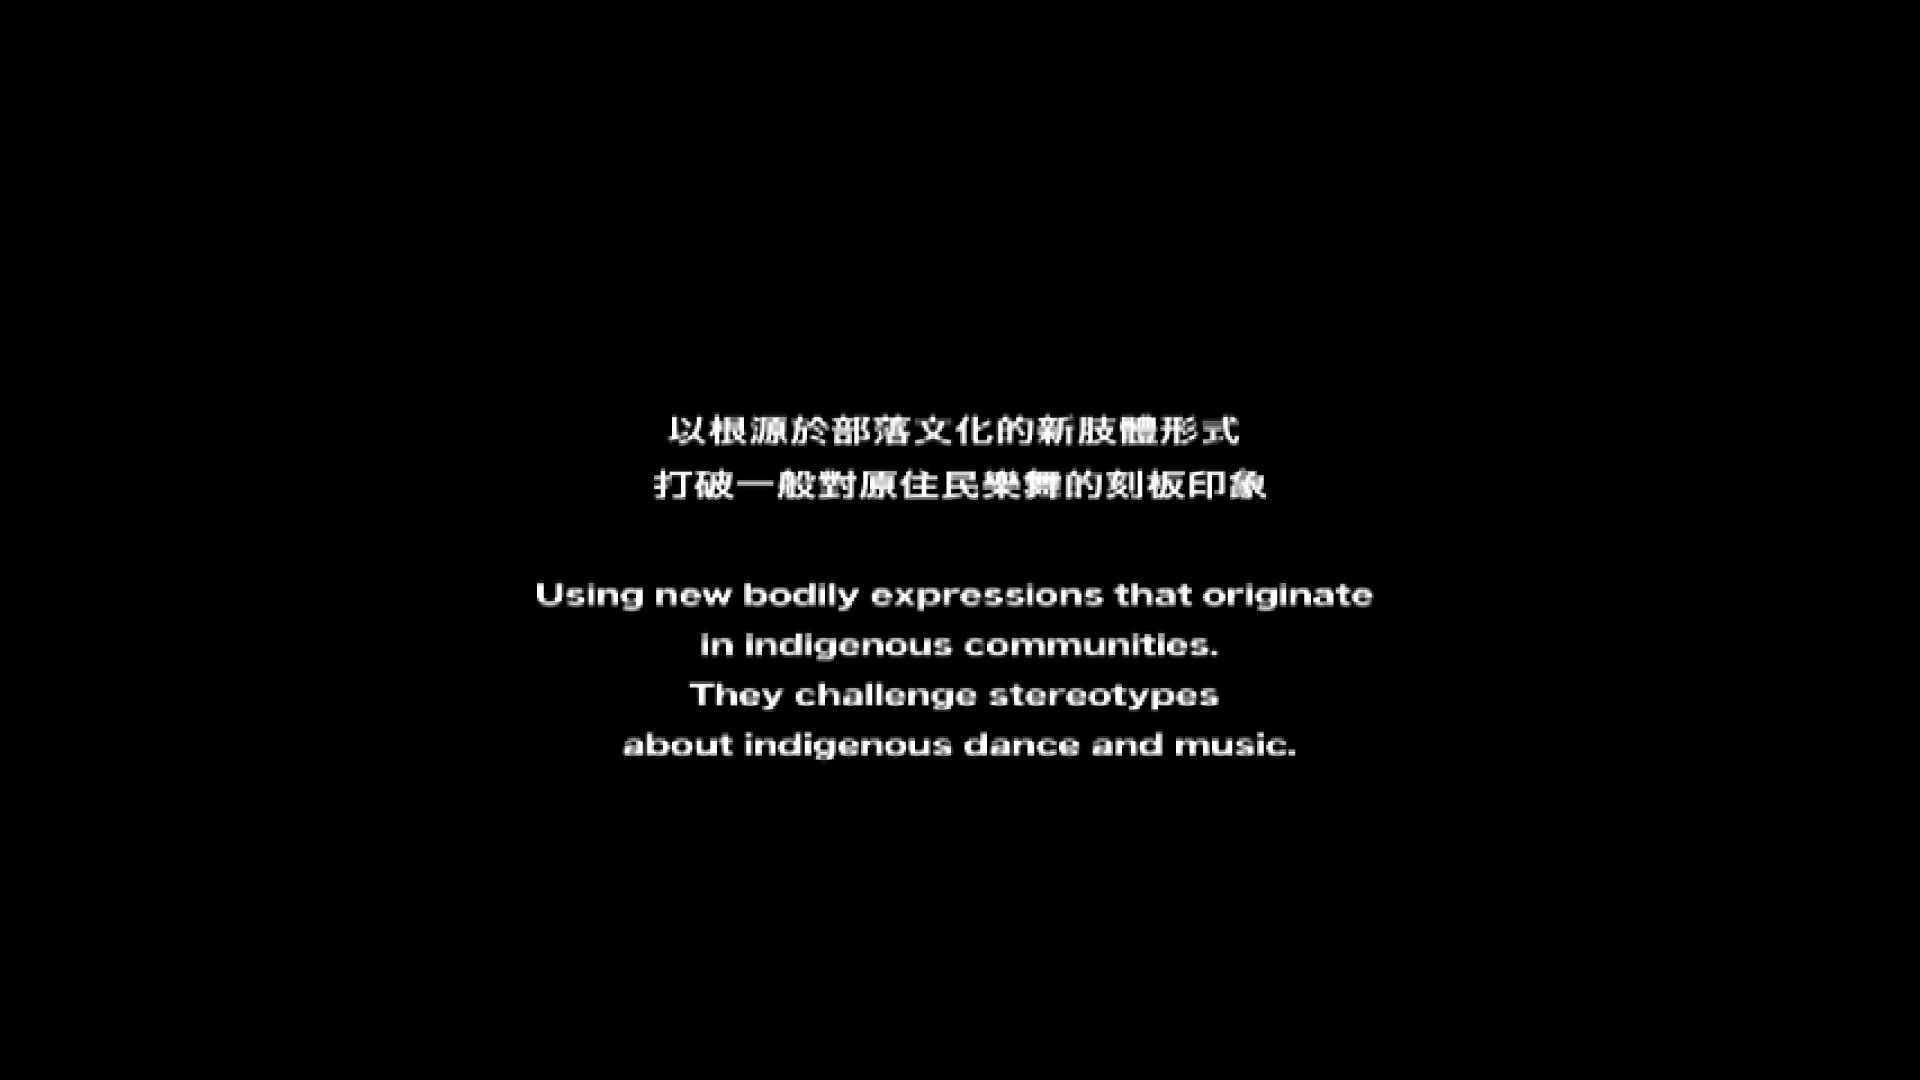 以根源於部落文化的新肢體形式
打破一般對原住民樂舞的刻板印象
Using new bodily expressions that originate
in indigenous communities.
They challenge stereotypes
about indigenous dance and music.